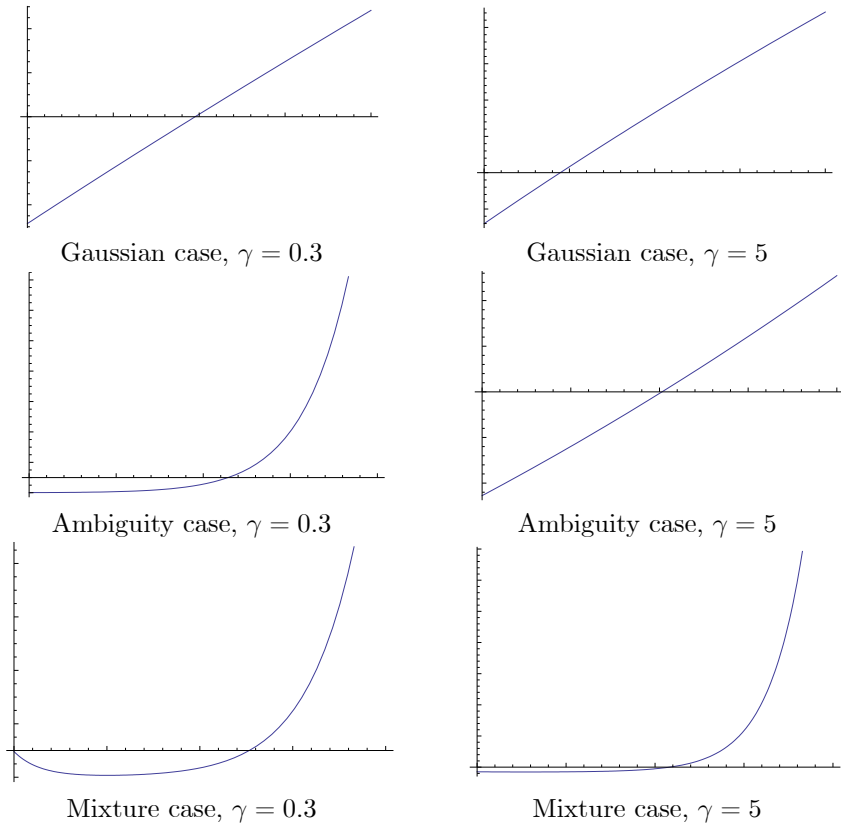 Gaussian case, γ = 0.3
Gaussian case, γ = 5
Ambiguity case, γ = 0.3
Ambiguity case, γ = 5
Mixture case, γ = 0.3
Mixture case, γ = 5